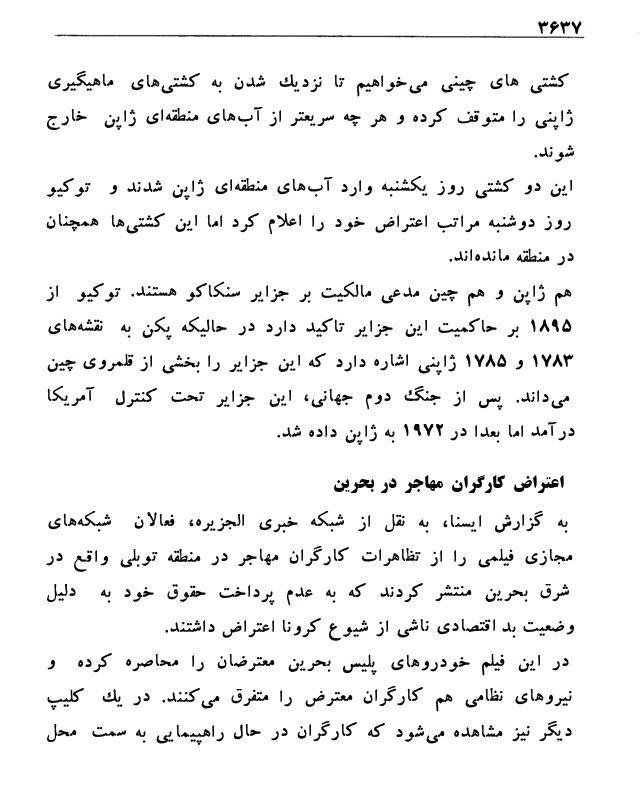 ۳۶۳۷
کشتی های چینی می‌خواهیم تا نزدیك شدن به کشتی‌های ماهیگیری
ژاپنی را متوقف کرده و هر چه سریعتر از آب‌های منطقه‌ای ژاپن خارج
شوند.
این دو کشتی روز یکشنبه وارد آب‌های منطقه‌ای ژاپن شدند و توکیو
روز دوشنبه مراتب اعتراض خود را اعلام کرد اما این کشتی‌ها همچنان
در منطقه مانده‌اند.
هم ژاپن و هم چین مدعی مالکیت بر جزایر سنکاکو هستند. توکیو از
۱۸۹۵ بر حاکمیت این جزایر تاکید دارد در حالیکه پکن به نقشه‌های
۱۷۸۳ و ۱۷۸۵ ژاپنی اشاره دارد که این جزایر را بخشی از قلمروی چین
می‌داند. پس از جنگ دوم جهانی، این جزایر تحت کنترل آمریکا
درآمد اما بعدا در ۱۹۷۲ به ژاپن داده شد.
اعتراض کارگران مهاجر در بحرین
به گزارش ایسنا، به نقل از شبکه خبری الجزیره، فعالان شبکه‌های
مجازی فیلمی را از تظاهرات کارگران مهاجر در منطقه توبلی واقع در
شرق بحرین منتشر کردند که به عدم پرداخت حقوق خود به دلیل
وضعیت بد اقتصادی ناشی از شیوع کرونا اعتراض داشتند.
در این فیلم خودروهای پلیس بحرین معترضان را محاصره کرده و
نیروهای نظامی هم کارگران معترض را متفرق می‌کنند. در یك کلیپ
دیگر نیز مشاهده می‌شود که کارگران در حال راهپیمایی به سمت محل